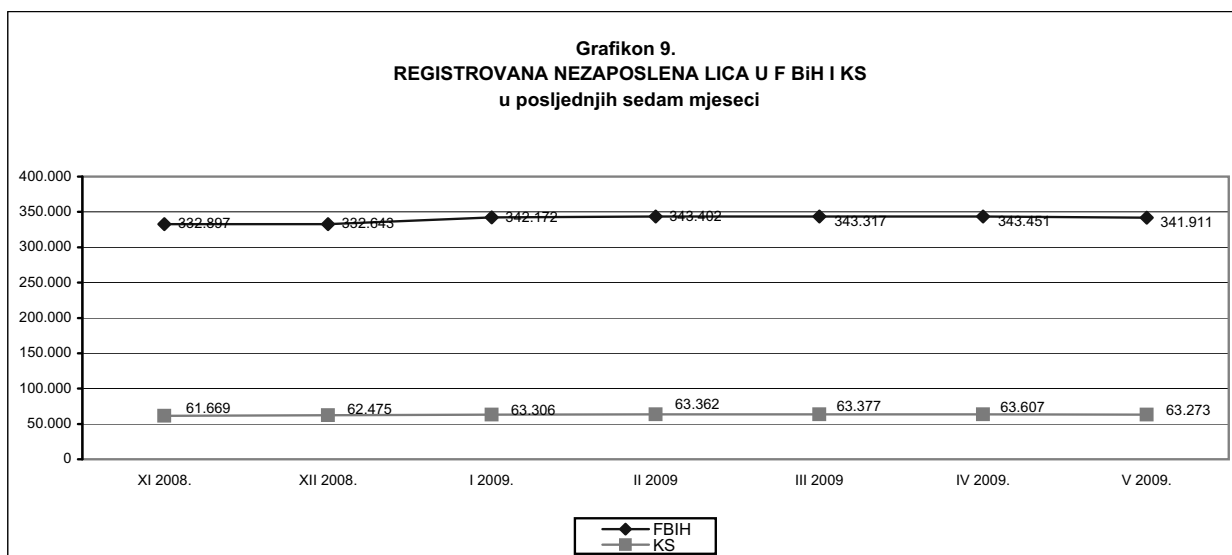 Grafikon 9.
REGISTROVANA NEZAPOSLENA LICA U F BiH I KS
u posljednjih sedam mjeseci
400.000
350.000
300.000
250.000
200.000
150.000
100.000
50.000
0
332.897
332.643
342.172
343.402
343.317
343.451
341.911
61.669
62.475
63.306
63.362
63.377
63.607
63.273
XI 2008.
XII 2008.
I 2009.
II 2009
III 2009
IV 2009.
V 2009.
FBIH
KS